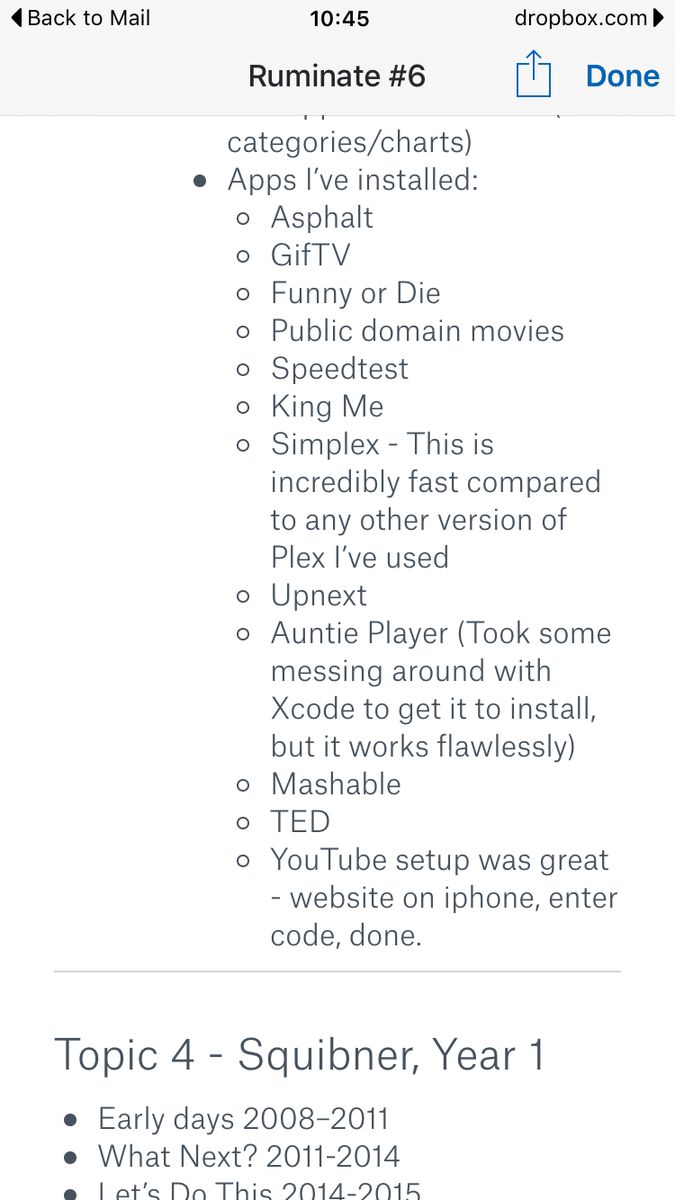 Back to Mail 10:45 dropbox.com
Ruminate #6 Done
categories/charts)
Apps I’ve installed:
Asphalt
GifTV
Funny or Die
Public domain movies
Speedtest
King Me
Simplex - This is
incredibly fast compared
to any other version of
Plex I’ve used
Upnext
Auntie Player (Took some
messing around with
Xcode to get it to install,
but it works flawlessly)
Mashable
TED
YouTube setup was great
- website on iphone, enter
code, done.
Topic 4 - Squibner, Year 1
Early days 2008–2011
What Next? 2011-2014
Let’s Do This 2014-2015